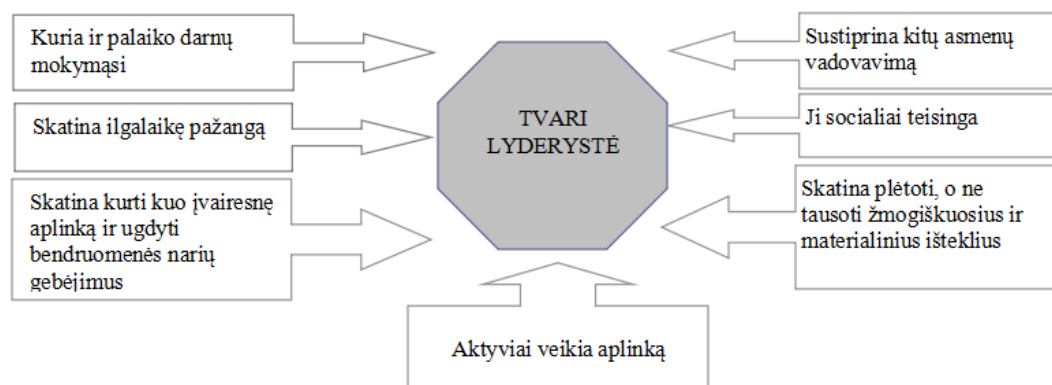 Kuria ir palaiko darnų
mokymąsi
Skatina ilgalaikę pažangą
Skatina kurti kuo įvairesnę
aplinką ir ugdyti
bendruomenės narių
gebėjimus
TVARI
LYDERYSTĖ
Sustiprina kitų asmenų
vadovavimą
Ji socialiai teisinga
Skatina plėtoti, o ne
tausoti žmogiškuosius ir
materialinius išteklius
Aktyviai veikia aplinką